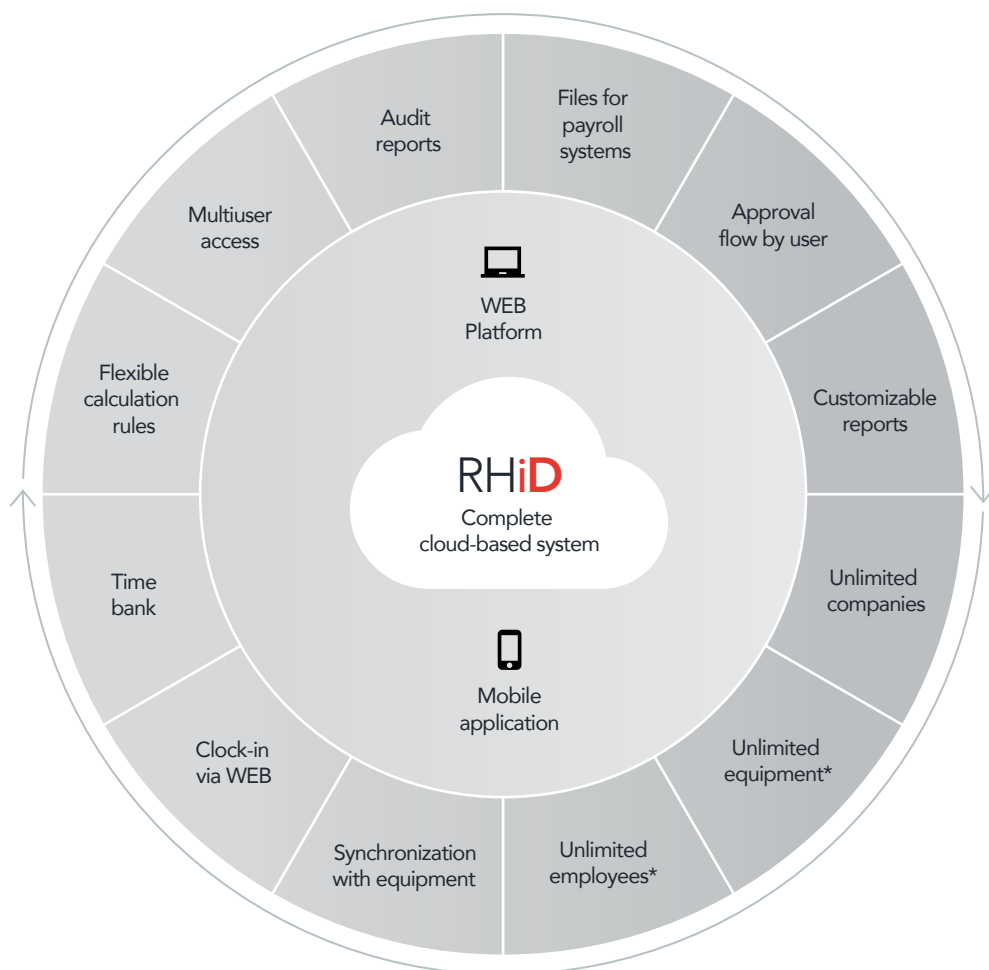 Files for
payroll
systems
Approval
flow by user
Customizable
reports
Unlimited
companies
Unlimited
equipment*
Unlimited
employees*
Synchronization
with equipment
Clock-in
via WEB
Time
bank
Flexible
calculation
rules
Multiuser
access
Audit
reports
WEB
Platform
RHiD
Complete
cloud-based system
Mobile
application